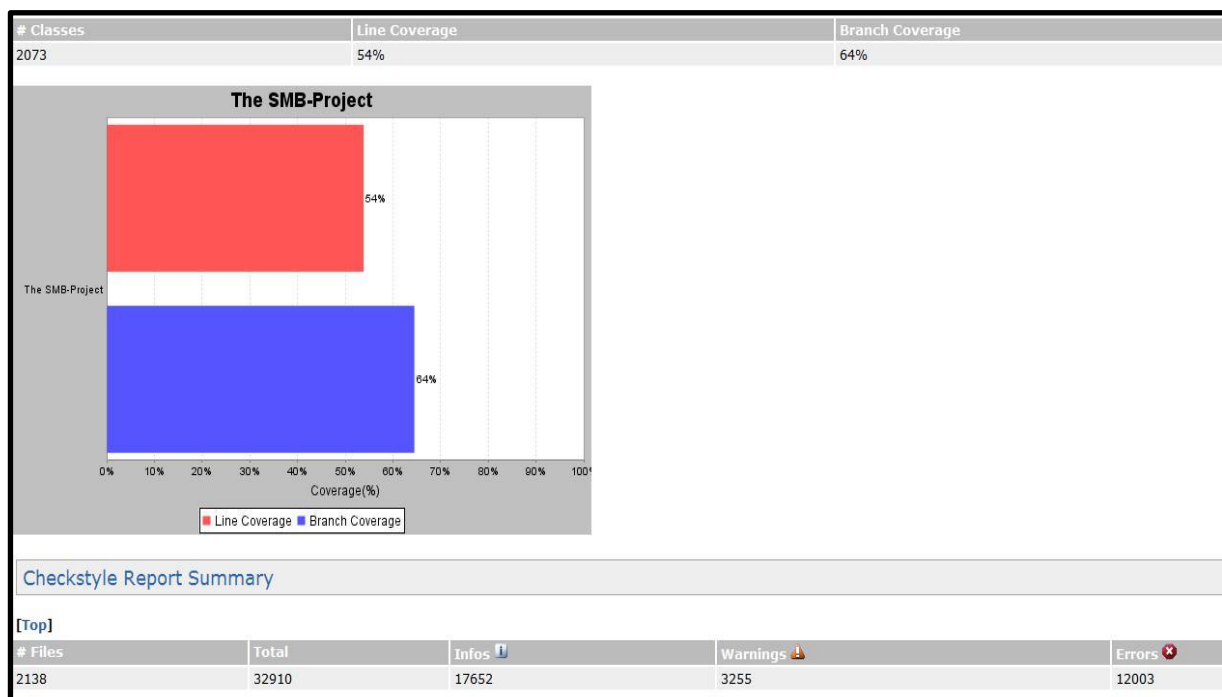 # Classes Line Coverage Branch Coverage
2073 54% 64%
The SMB-Project
54%
The SMB-Project
64%
0% 10% 20% 30% 40% 50% 60% 70% 80% 90% 100%
Coverage(%)
Line Coverage Branch Coverage
Checkstyle Report Summary
[Top]
# Files Total Infos Warnings Errors
2138 32910 17652 3255 12003